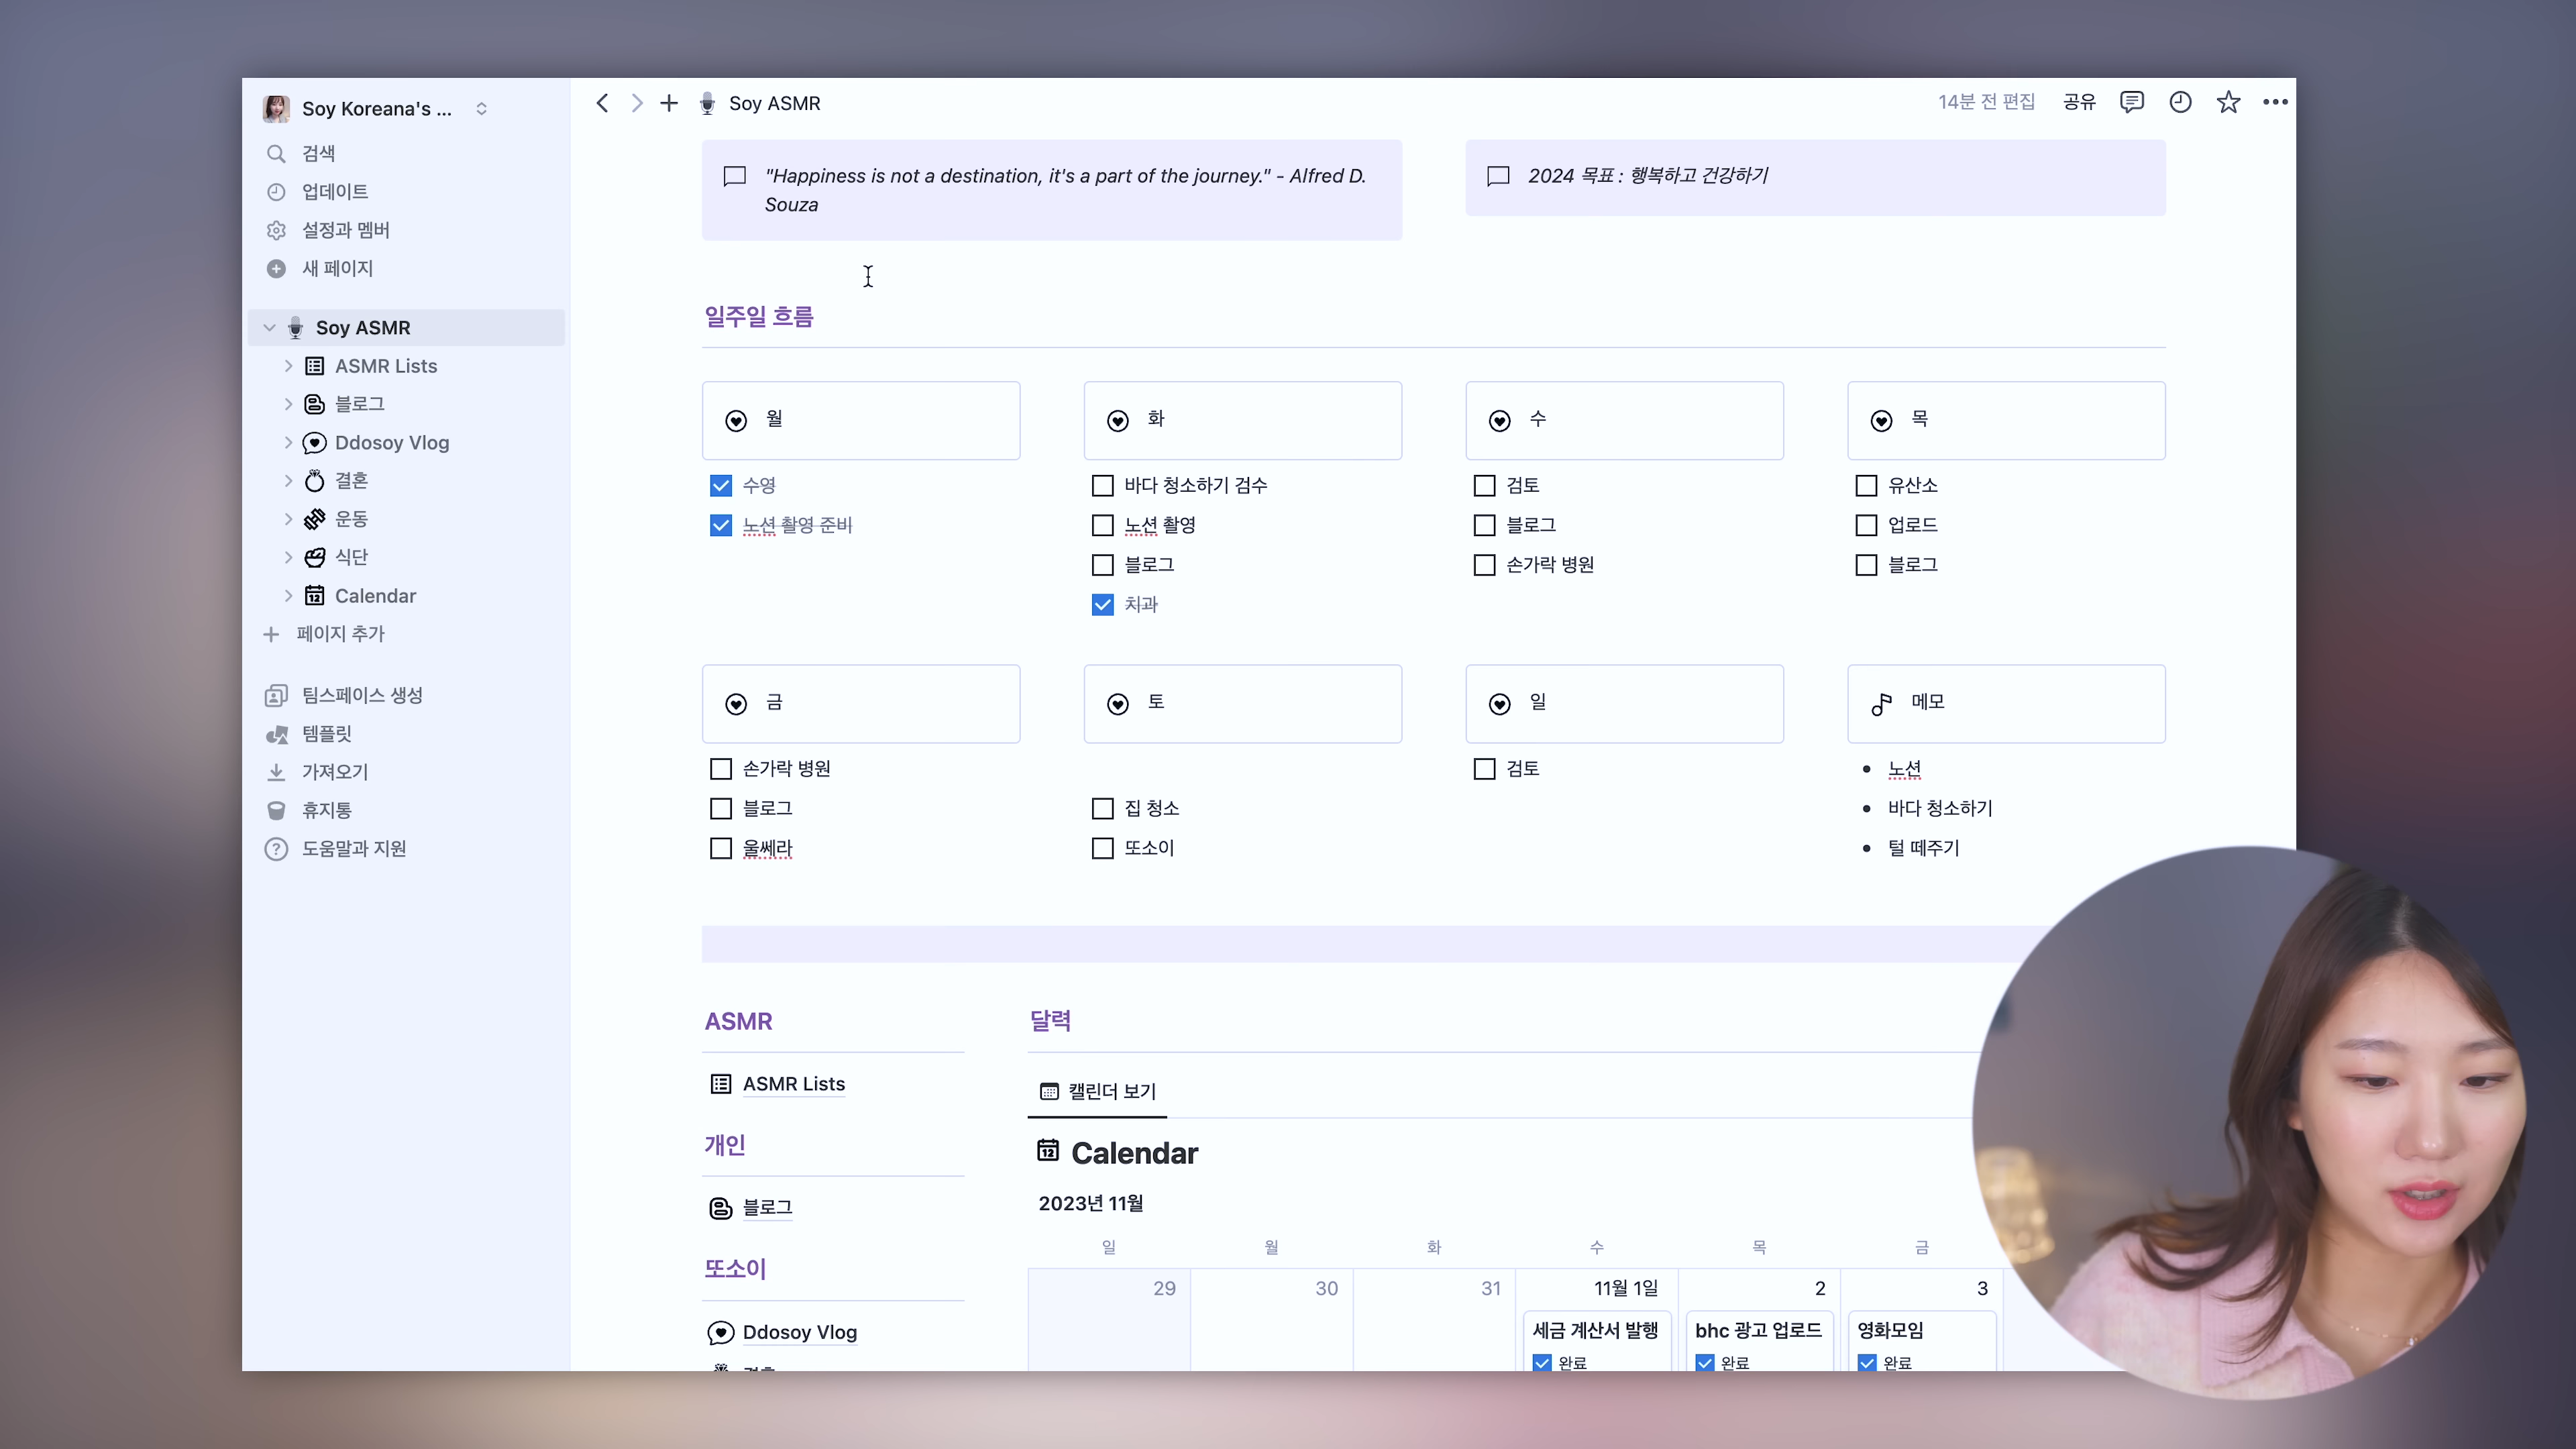 Soy Koreana's ...
검색
업데이트
설정과 멤버
새 페이지
Soy ASMR
ASMR Lists
블로그
Ddosoy Vlog
결혼
운동
식단
Calendar
페이지 추가
팀스페이스 생성
템플릿
가져오기
휴지통
도움말과 지원
Soy ASMR
14분 전 편집
공유
"Happiness is not a destination, it's a part of the journey." - Alfred D.
Souza
2024 목표 : 행복하고 건강하기
일주일 흐름
월
수영
노션 촬영 준비
화
바다 청소하기 검수
노션 촬영
블로그
치과
수
검토
블로그
손가락 병원
목
유산소
업로드
블로그
금
손가락 병원
블로그
울쎄라
토
집 청소
또소이
일
검토
메모
노션
바다 청소하기
털 떼주기
ASMR
ASMR Lists
개인
블로그
또소이
Ddosoy Vlog
달력
캘린더 보기
Calendar
2023년 11월
일 월 화 수 목 금
29 30 31 11월 1일 2 3
세금 계산서 발행
완료
bhc 광고 업로드
완료
영화모임
완료